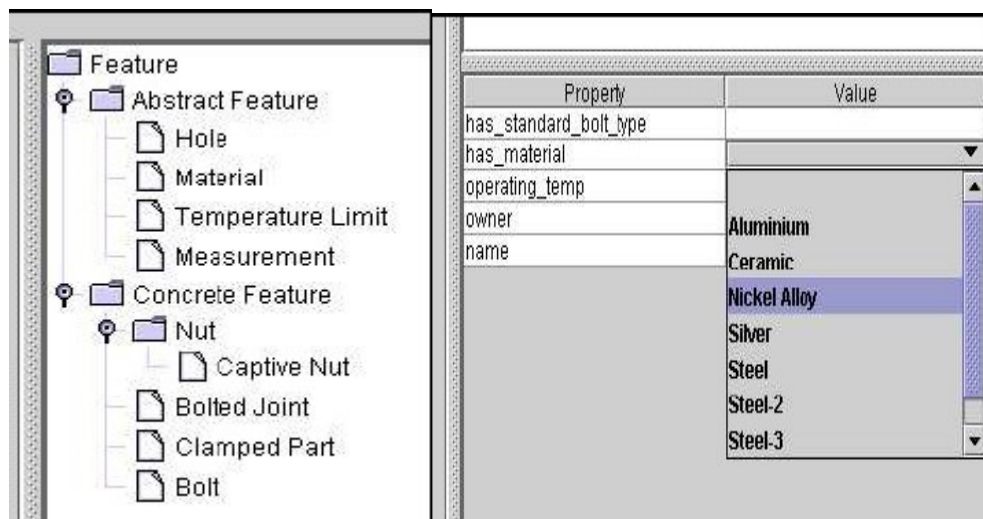 Feature
Abstract Feature
Hole
Material
Temperature Limit
Measurement
Concrete Feature
Nut
Captive Nut
Bolted Joint
Clamped Part
Bolt
Property Value
has_standard_bolt_type
has_material
operating_temp
owner
name
Aluminium
Ceramic
Nickel Alloy
Silver
Steel
Steel-2
Steel-3